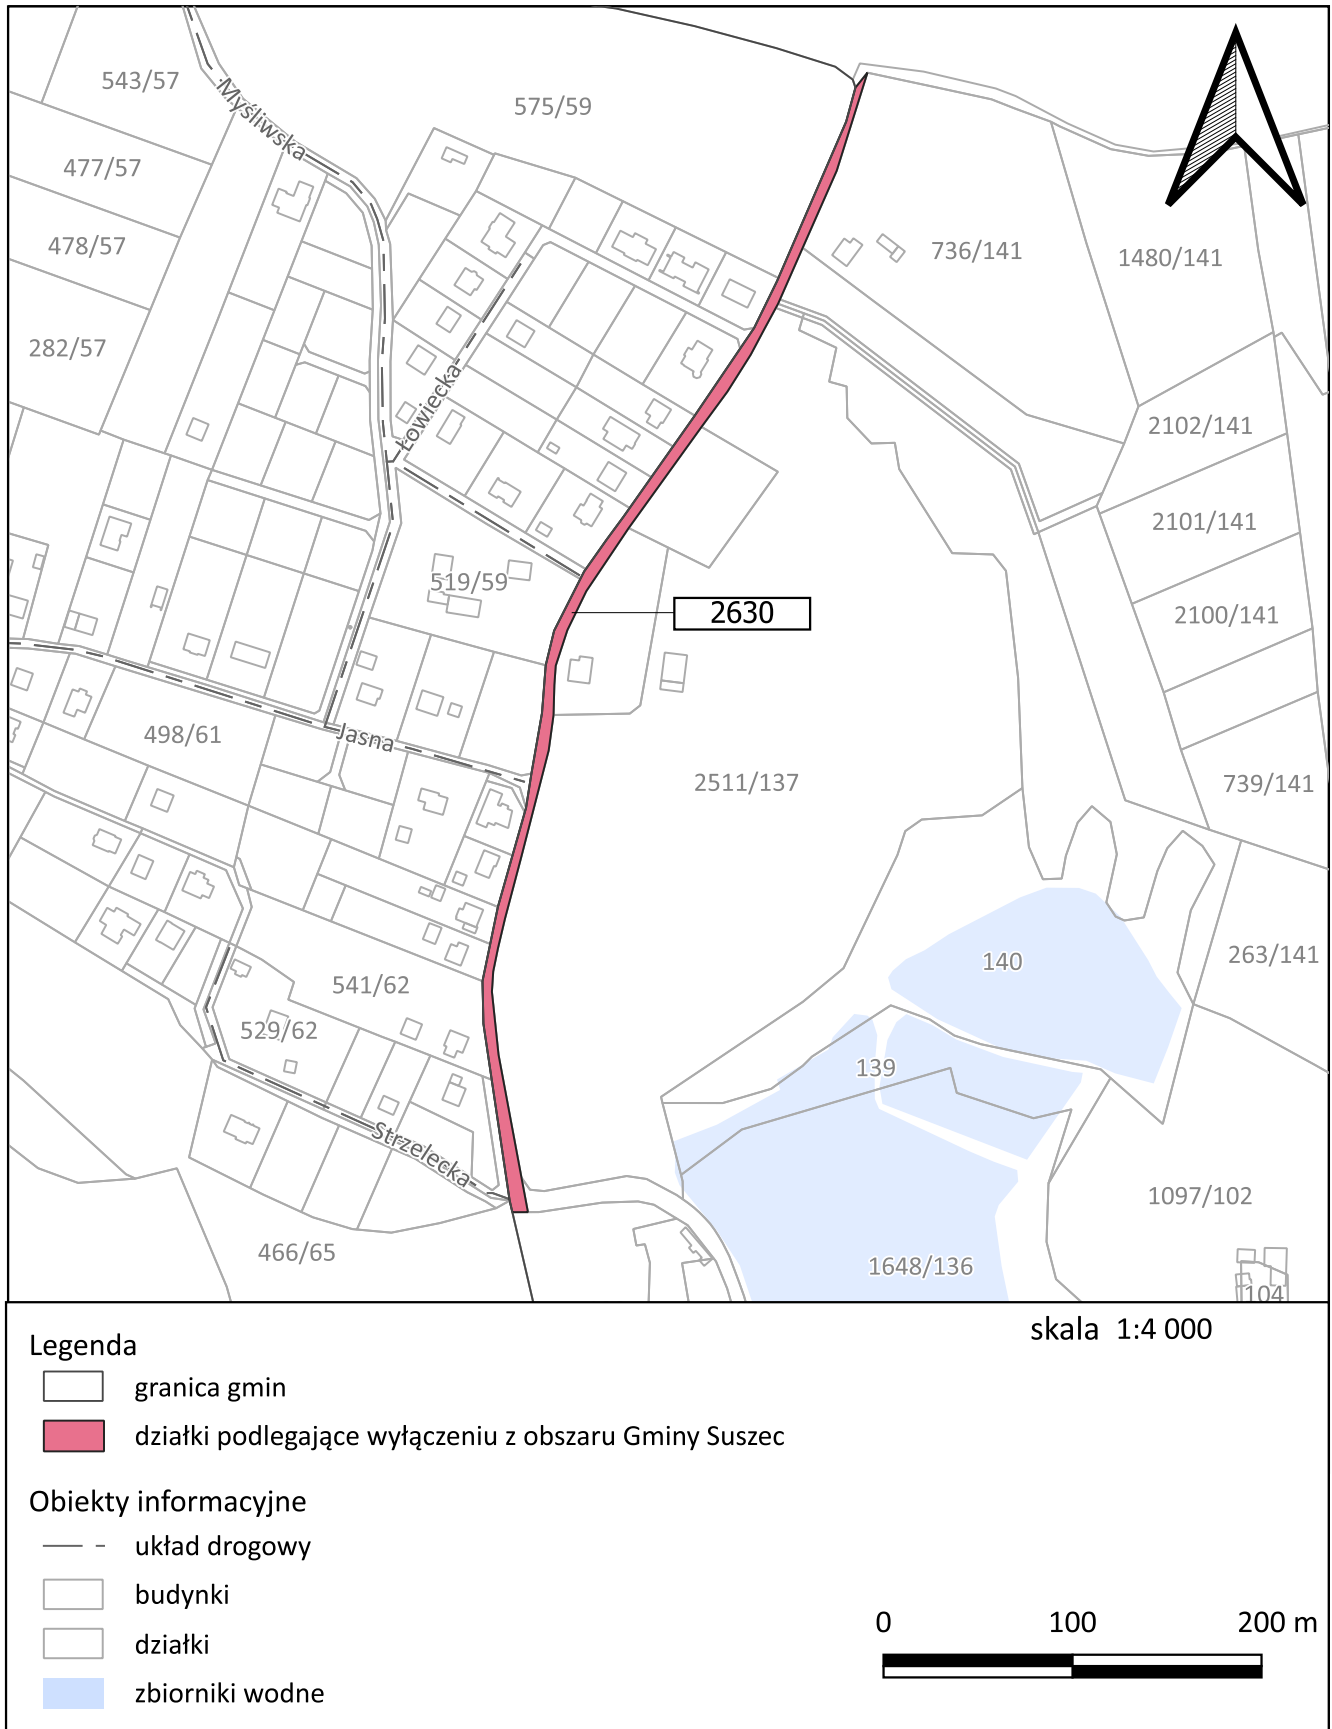 543/57
Myśliwska
575/59
477/57
478/57
736/141
1480/141
282/57
Łowiecka
2102/141
2101/141
519/59
2630
2100/141
498/61
Jasna
2511/137
739/141
541/62
140
263/141
529/62
139
Strzelecka
1097/102
466/65
1648/136
104
skala 1:4 000
Legenda
granica gmin
działki podlegające wyłączeniu z obszaru Gminy Suszec
Obiekty informacyjne
układ drogowy
budynki
działki
zbiorniki wodne
0 100 200 m